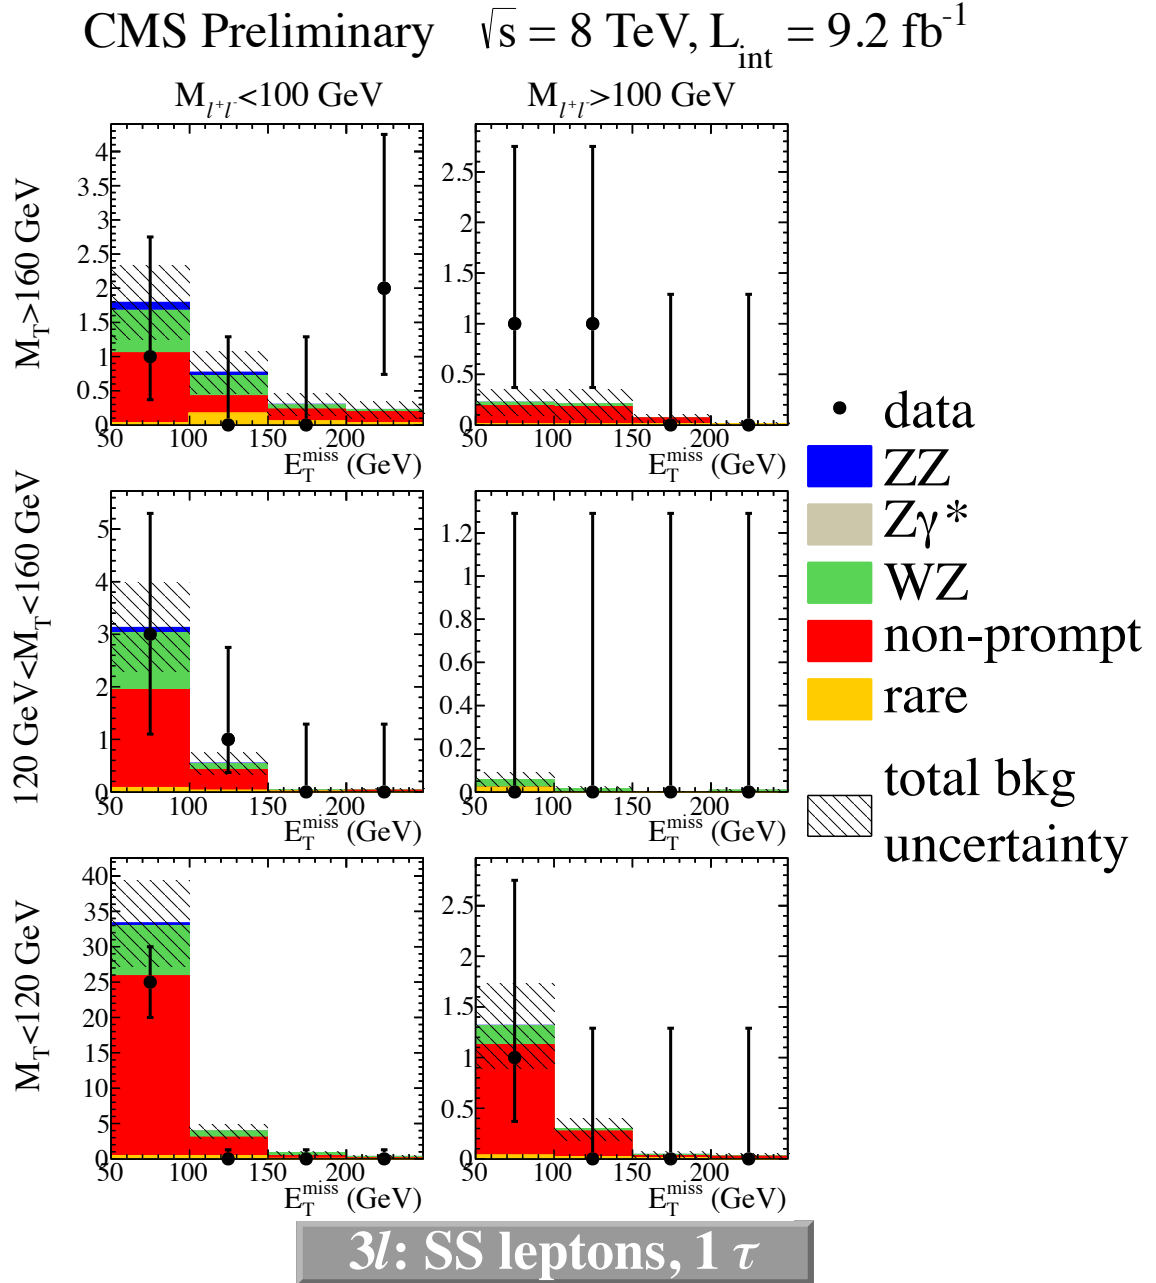 CMS Preliminary √s = 8 TeV, L_int = 9.2 fb^-1
M_l+l-<100 GeV M_l+l->100 GeV
M_T>160 GeV
4
3.5
3
2.5
2
1.5
1
0.5
0
50 100 150 200
E_T^miss (GeV)
2.5
2
1.5
1
0.5
0
50 100 150 200
E_T^miss (GeV)
120 GeV<M_T<160 GeV
5
4
3
2
1
0
50 100 150 200
E_T^miss (GeV)
1.2
1
0.8
0.6
0.4
0.2
0
50 100 150 200
E_T^miss (GeV)
M_T<120 GeV
40
35
30
25
20
15
10
5
0
50 100 150 200
E_T^miss (GeV)
2.5
2
1.5
1
0.5
0
50 100 150 200
E_T^miss (GeV)
data
ZZ
Zγ*
WZ
non-prompt
rare
total bkg
uncertainty
3l: SS leptons, 1 τ